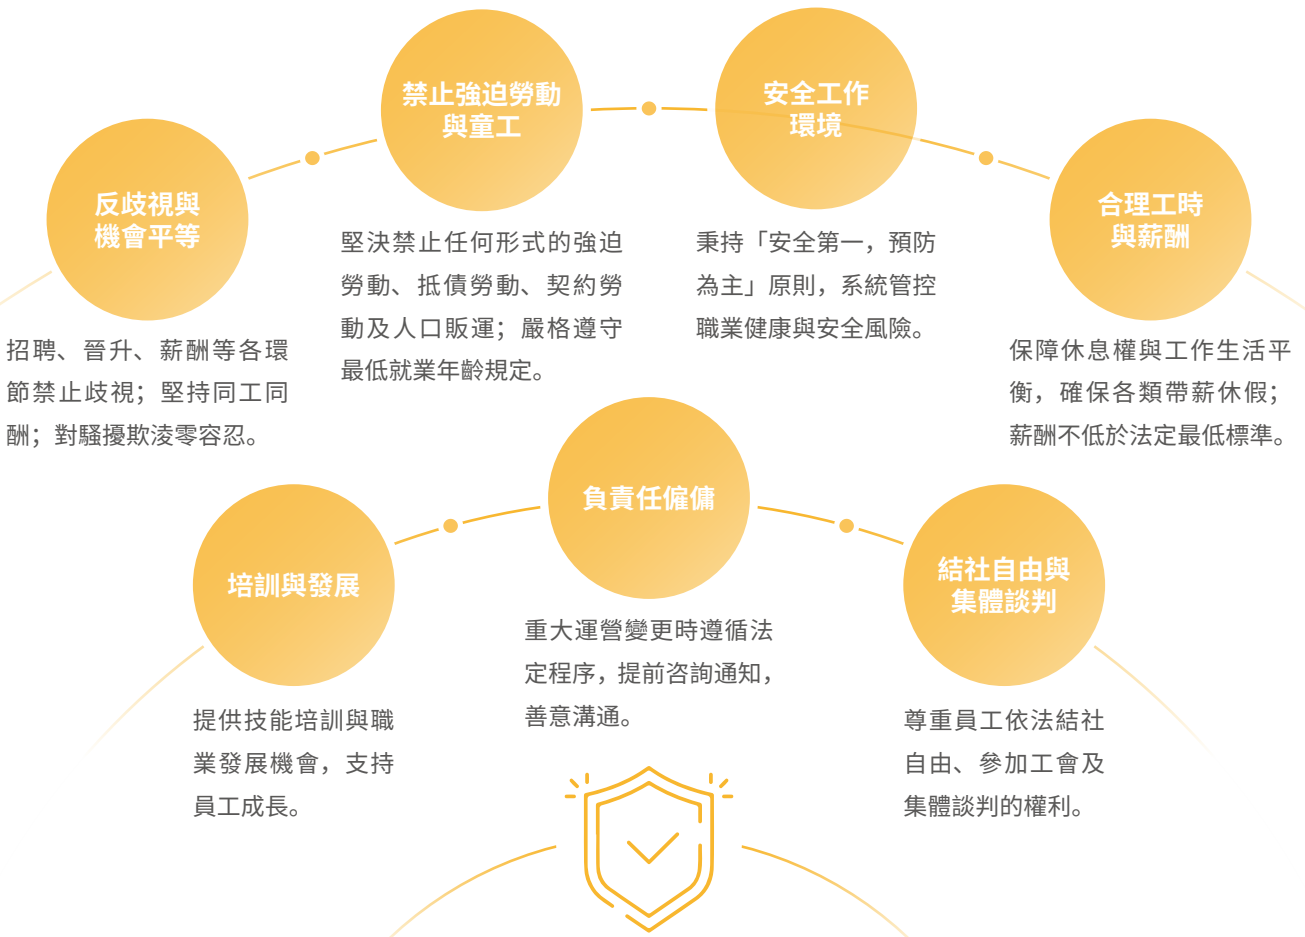 反歧視與
機會平等
招聘、晉升、薪酬等各環
節禁止歧視；堅持同工同
酬；對騷擾欺淩零容忍。
禁止強迫勞動
與童工
堅決禁止任何形式的強迫
勞動、抵債勞動、契約勞
動及人口販運；嚴格遵守
最低就業年齡規定。
安全工作
環境
秉持「安全第一，預防
為主」原則，系統管控
職業健康與安全風險。
合理工時
與薪酬
保障休息權與工作生活平
衡，確保各類帶薪休假；
薪酬不低於法定最低標準。
培訓與發展
提供技能培訓與職
業發展機會，支持
員工成長。
負責任僱傭
重大運營變更時遵循法
定程序，提前咨詢通知，
善意溝通。
結社自由與
集體談判
尊重員工依法結社
自由、參加工會及
集體談判的權利。